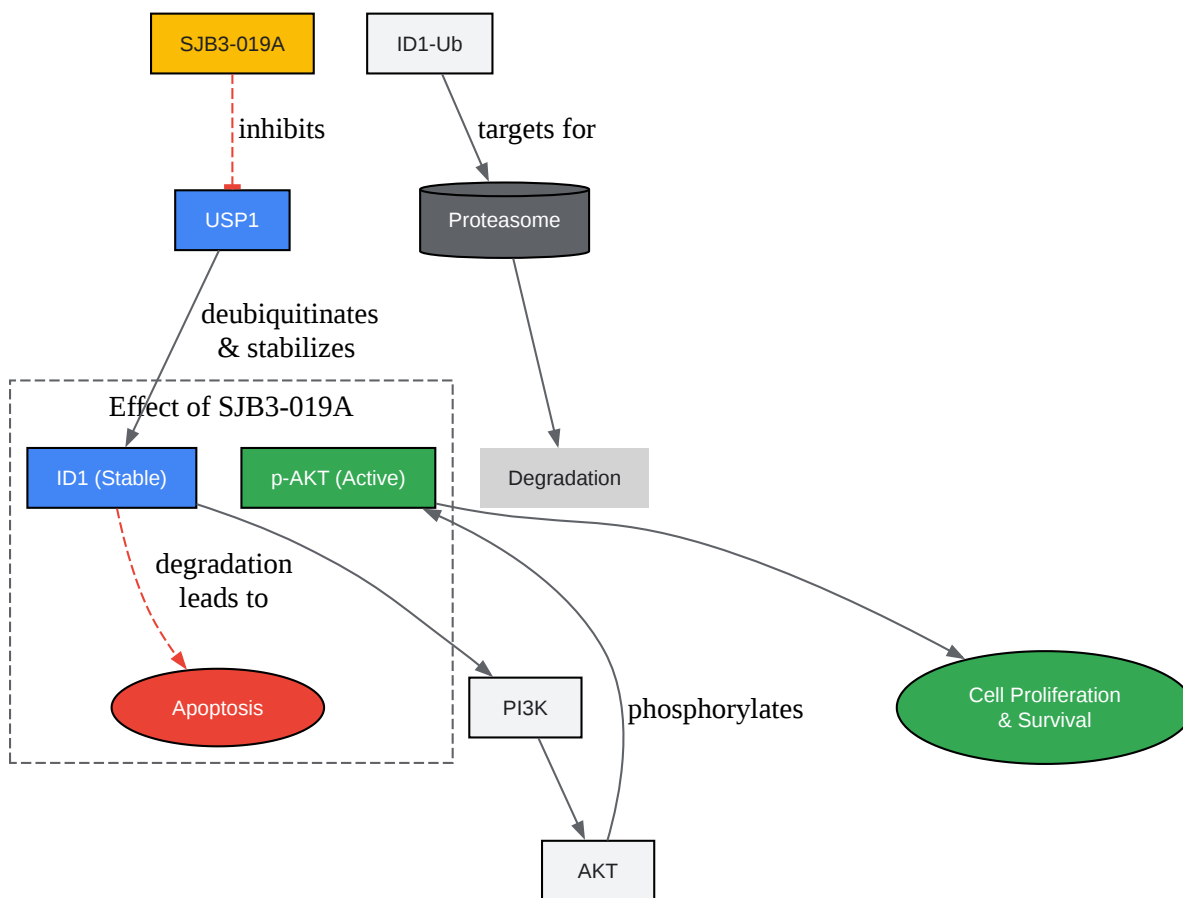 SJB3-019A
ID1-Ub
inhibits
targets for
USP1
Proteasome
deubiquitinates
& stabilizes
Effect of SJB3-019A
ID1 (Stable)
p-AKT (Active)
Degradation
degradation
leads to
Apoptosis
PI3K
phosphorylates
Cell Proliferation
& Survival
AKT